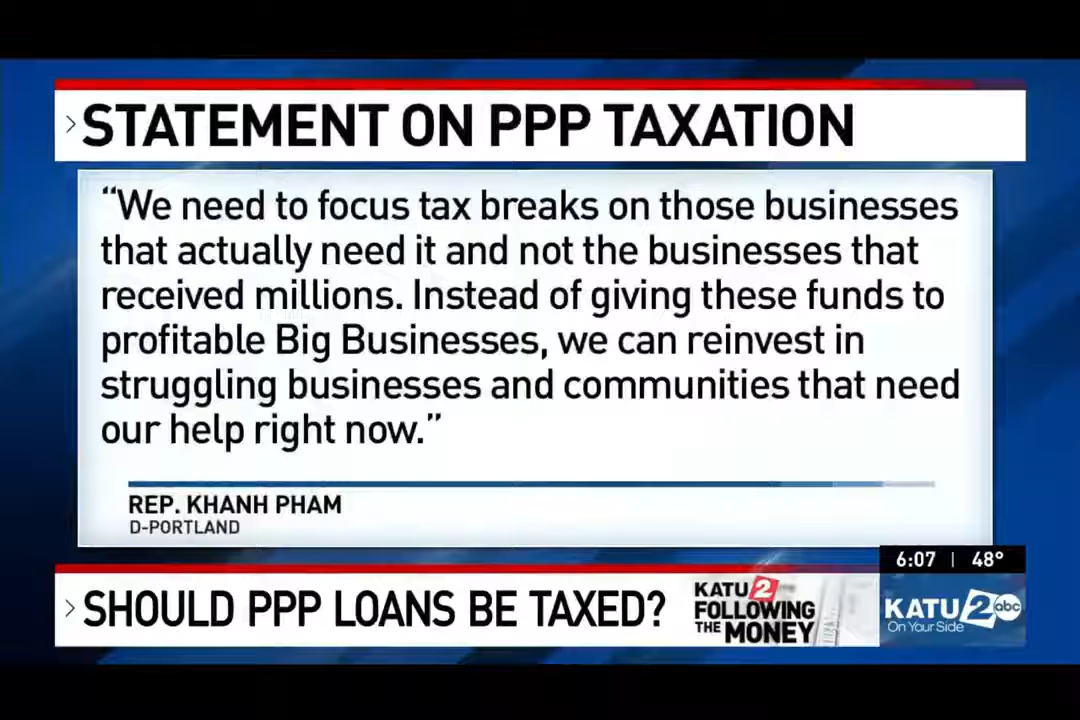 STATEMENT ON PPP TAXATION
“We need to focus tax breaks on those businesses
that actually need it and not the businesses that
received millions. Instead of giving these funds to
profitable Big Businesses, we can reinvest in
struggling businesses and communities that need
our help right now.”
REP. KHANH PHAM
D-PORTLAND
6:07 | 48°
SHOULD PPP LOANS BE TAXED?
KATU 2
FOLLOWING
THE MONEY
KATU 2 abc
On Your Side